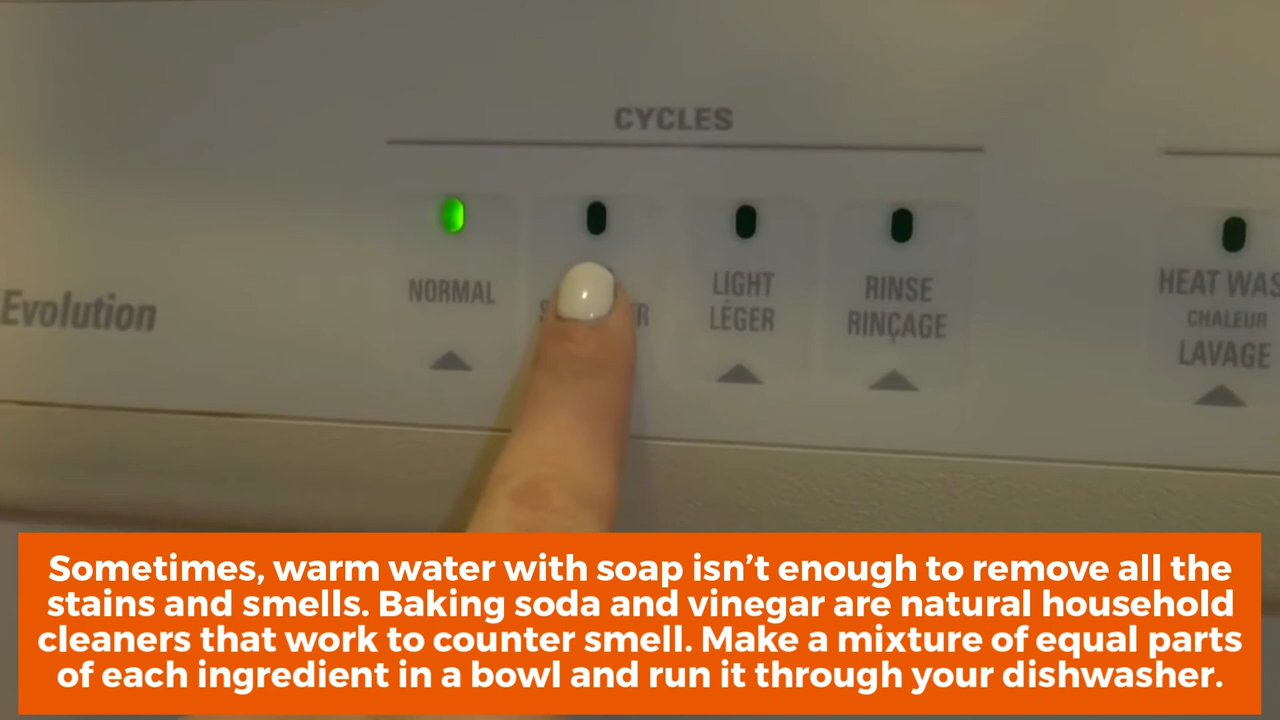 CYCLES
NORMAL
LIGHT
LÉGER
RINSE
RINÇAGE
HEAT
CHALEUR
LAVAGE
Evolution
Sometimes, warm water with soap isn’t enough to remove all the
stains and smells. Baking soda and vinegar are natural household
cleaners that work to counter smell. Make a mixture of equal parts
of each ingredient in a bowl and run it through your dishwasher.